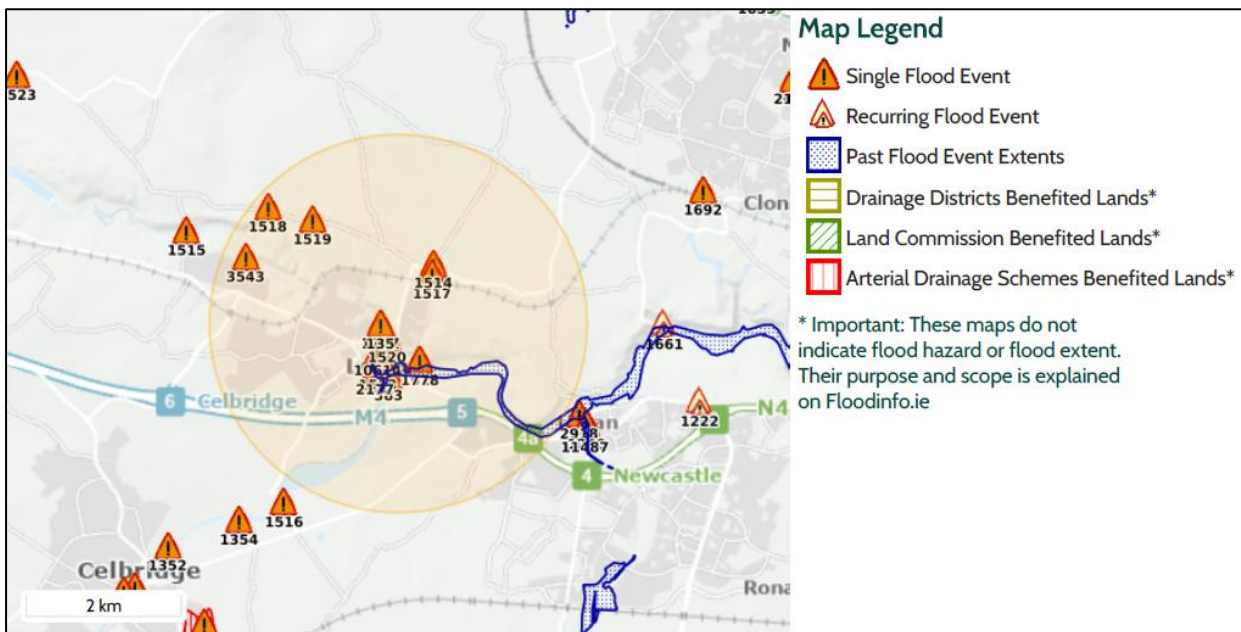 Map Legend
Single Flood Event
Recurring Flood Event
Past Flood Event Extents
Drainage Districts Benefited Lands*
Land Commission Benefited Lands*
Arterial Drainage Schemes Benefited Lands*
* Important: These maps do not
indicate flood hazard or flood extent.
Their purpose and scope is explained
on Floodinfo.ie
1692
Clon
1518
1519
1515
3543
1514
1517
1661
1520
1778
2177
6
Celbridge
M4
5
4a
2918
11487
1222
N4
4
Newcastle
1516
1354
1352
Celbridge
Rona
2 km